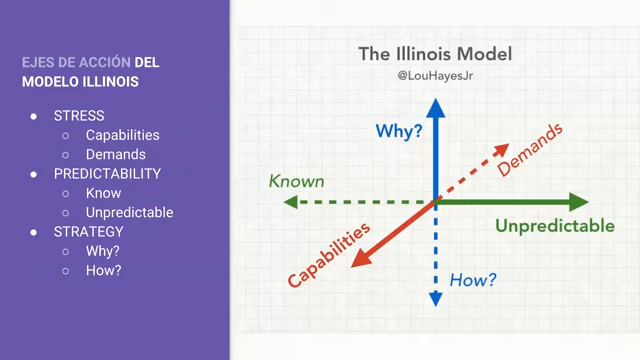 EJES DE ACCIÓN DEL
MODELO ILLINOIS
● STRESS
○ Capabilities
○ Demands
● PREDICTABILITY
○ Know
○ Unpredictable
● STRATEGY
○ Why?
○ How?
The Illinois Model
@LouHayesJr
Why?
Demands
Known
Unpredictable
Capabilities
How?